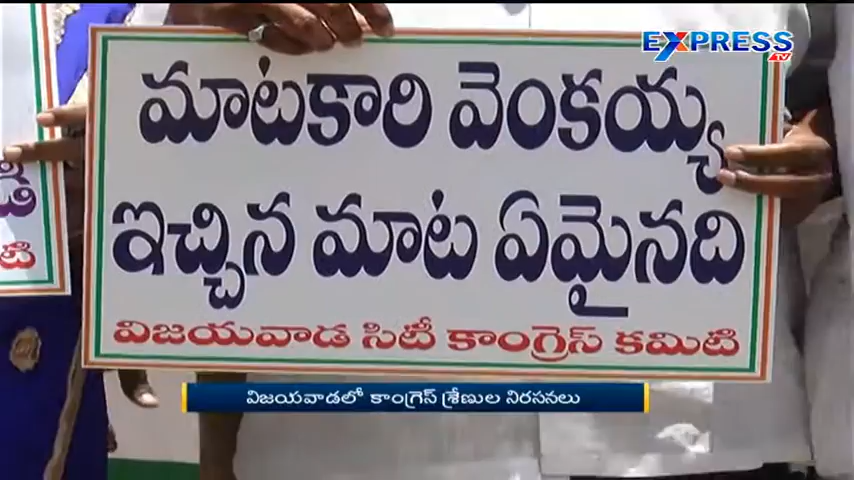 EXPRESS
TV
మాటకారి వెంకయ్య
ఇచ్చిన మాట ఏమైనది
విజయవాడ సిటీ కాంగ్రెస్ కమిటి
విజయవాడలో కాంగ్రెస్ శ్రేణుల నిరసనలు